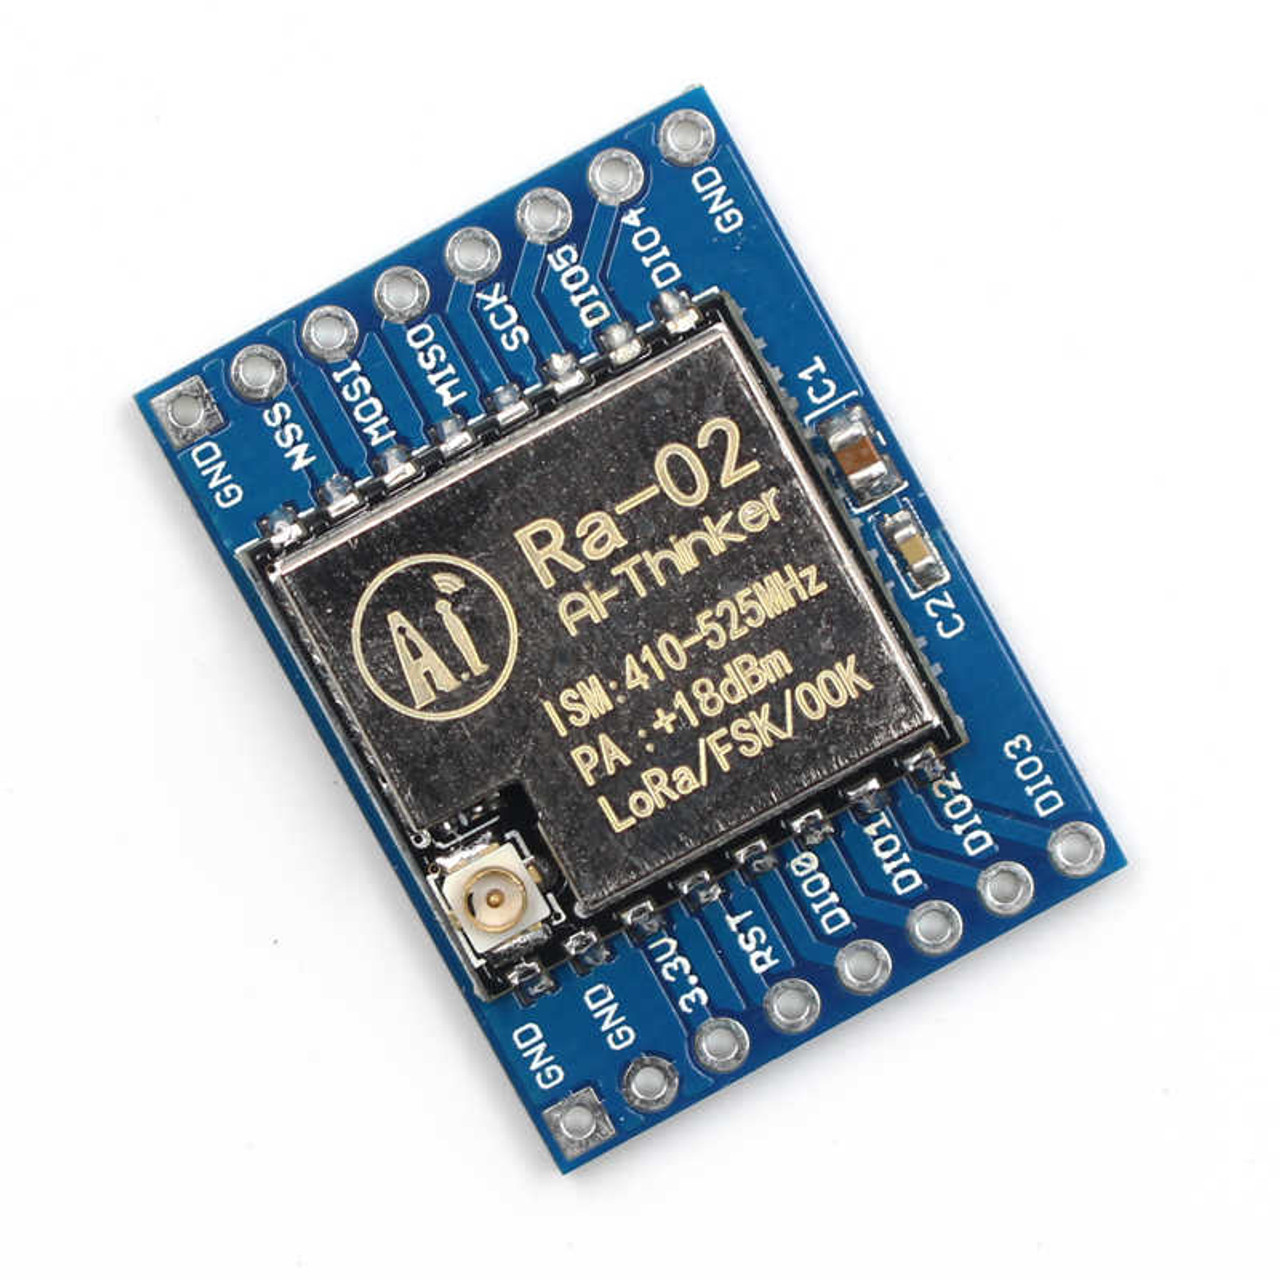 GND
NSS
MOSI
MISO
SCK
DIO5
DIO4
GND
C1
C2
Ai
Ra-02
Ai-Thinker
ISM:410-525MHz
PA :+18dBm
LoRa/FSK/OOK
GND
GND
3.3V
RST
DIO0
DIO1
DIO2
DIO3